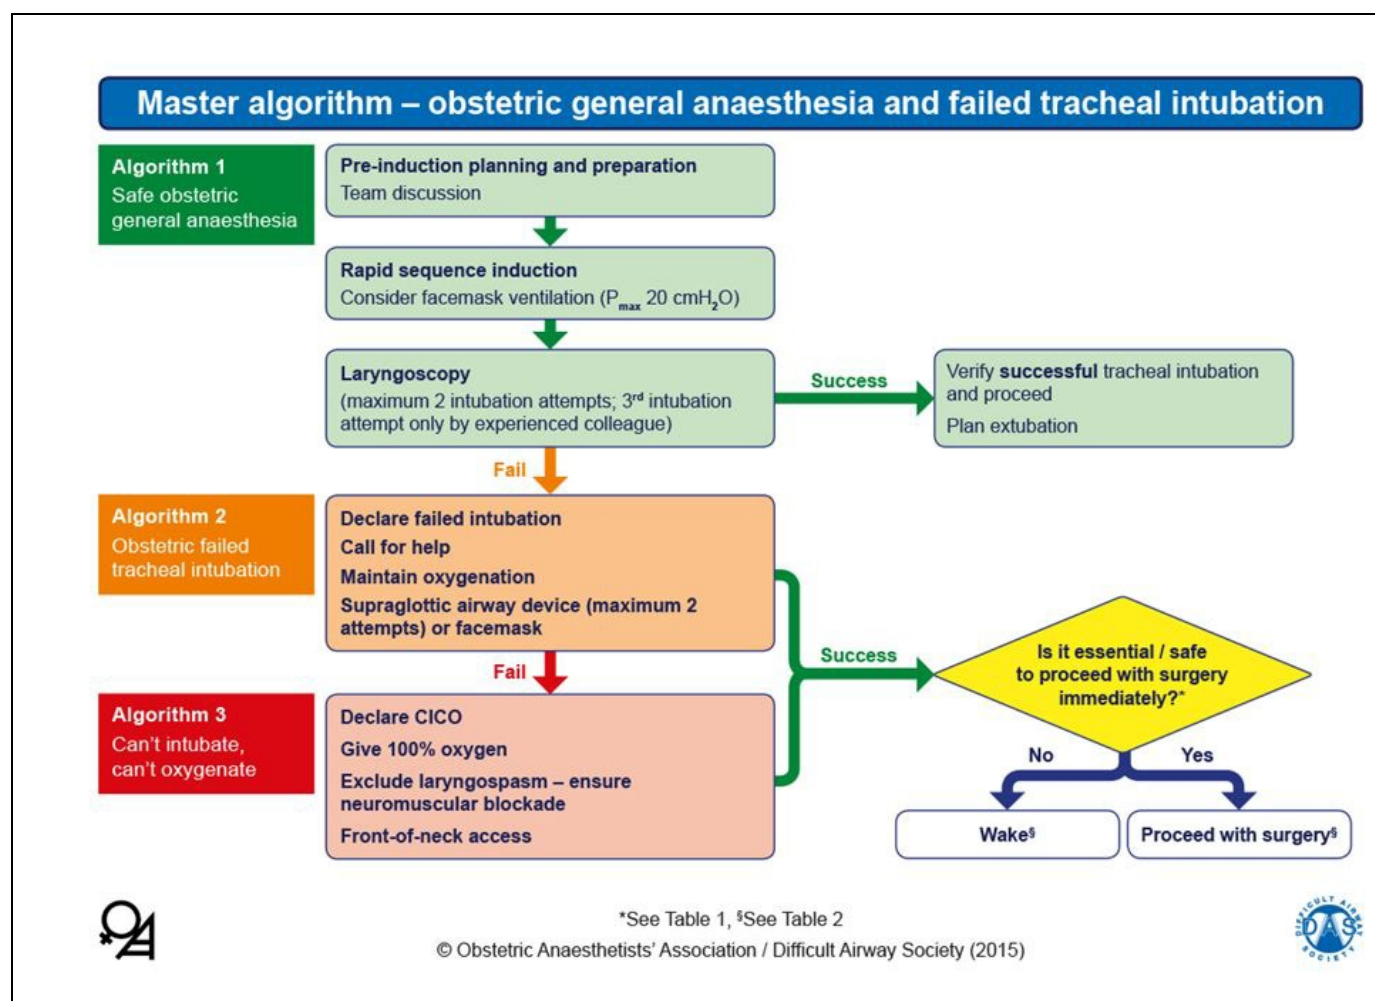 Master algorithm – obstetric general anaesthesia and failed tracheal intubation
Algorithm 1
Safe obstetric
general anaesthesia
Pre-induction planning and preparation
Team discussion
Rapid sequence induction
Consider facemask ventilation (Pmax 20 cmH2O)
Laryngoscopy
(maximum 2 intubation attempts; 3rd intubation
attempt only by experienced colleague)
Success
Verify successful tracheal intubation
and proceed
Plan extubation
Fail
Algorithm 2
Obstetric failed
tracheal intubation
Declare failed intubation
Call for help
Maintain oxygenation
Supraglottic airway device (maximum 2
attempts) or facemask
Success
Is it essential / safe
to proceed with surgery
immediately?*
Fail
Algorithm 3
Can't intubate,
can't oxygenate
Declare CICO
Give 100% oxygen
Exclude laryngospasm – ensure
neuromuscular blockade
Front-of-neck access
No
Yes
Wake§
Proceed with surgery§
*See Table 1, §See Table 2
© Obstetric Anaesthetists' Association / Difficult Airway Society (2015)
DIFFICULT AIRWAY
DAS
SOCIETY